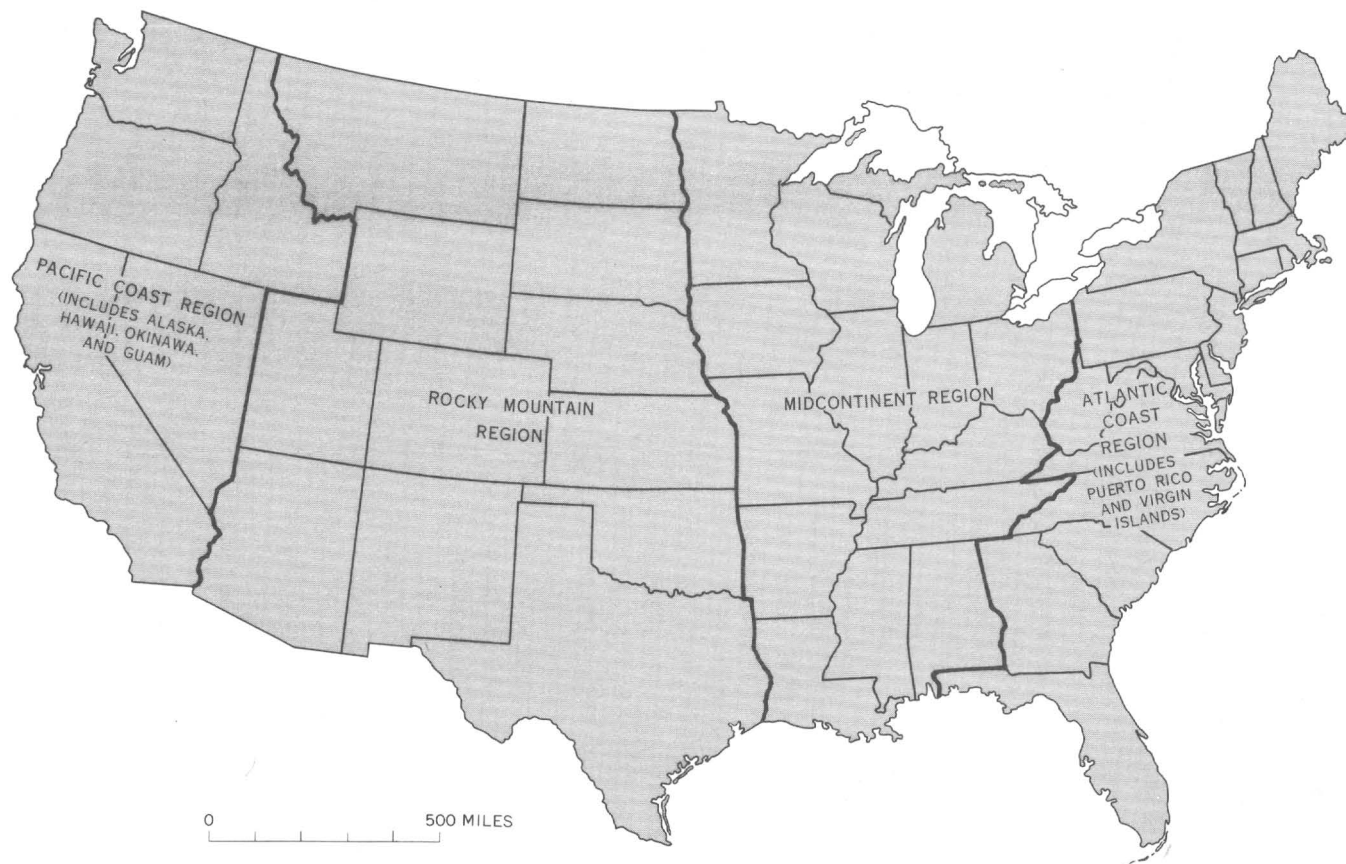 PACIFIC COAST REGION
(INCLUDES ALASKA,
HAWAII, OKINAWA,
AND GUAM)
ROCKY MOUNTAIN
REGION
MIDCONTINENT REGION
ATLANTIC
COAST
REGION
(INCLUDES
PUERTO RICO
AND VIRGIN
ISLANDS)
0 500 MILES